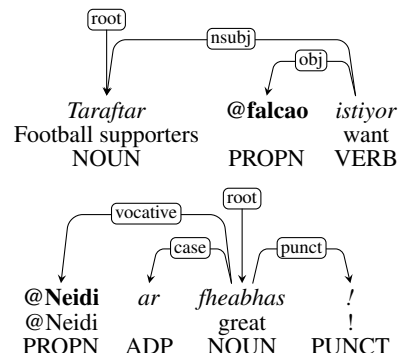 root
nsubj
obj
Taraftar @falcao istiyor
Football supporters want
NOUN PROPN VERB
root
vocative
case punct
@Neidi ar fheabhas !
@Neidi great !
PROPN ADP NOUN PUNCT